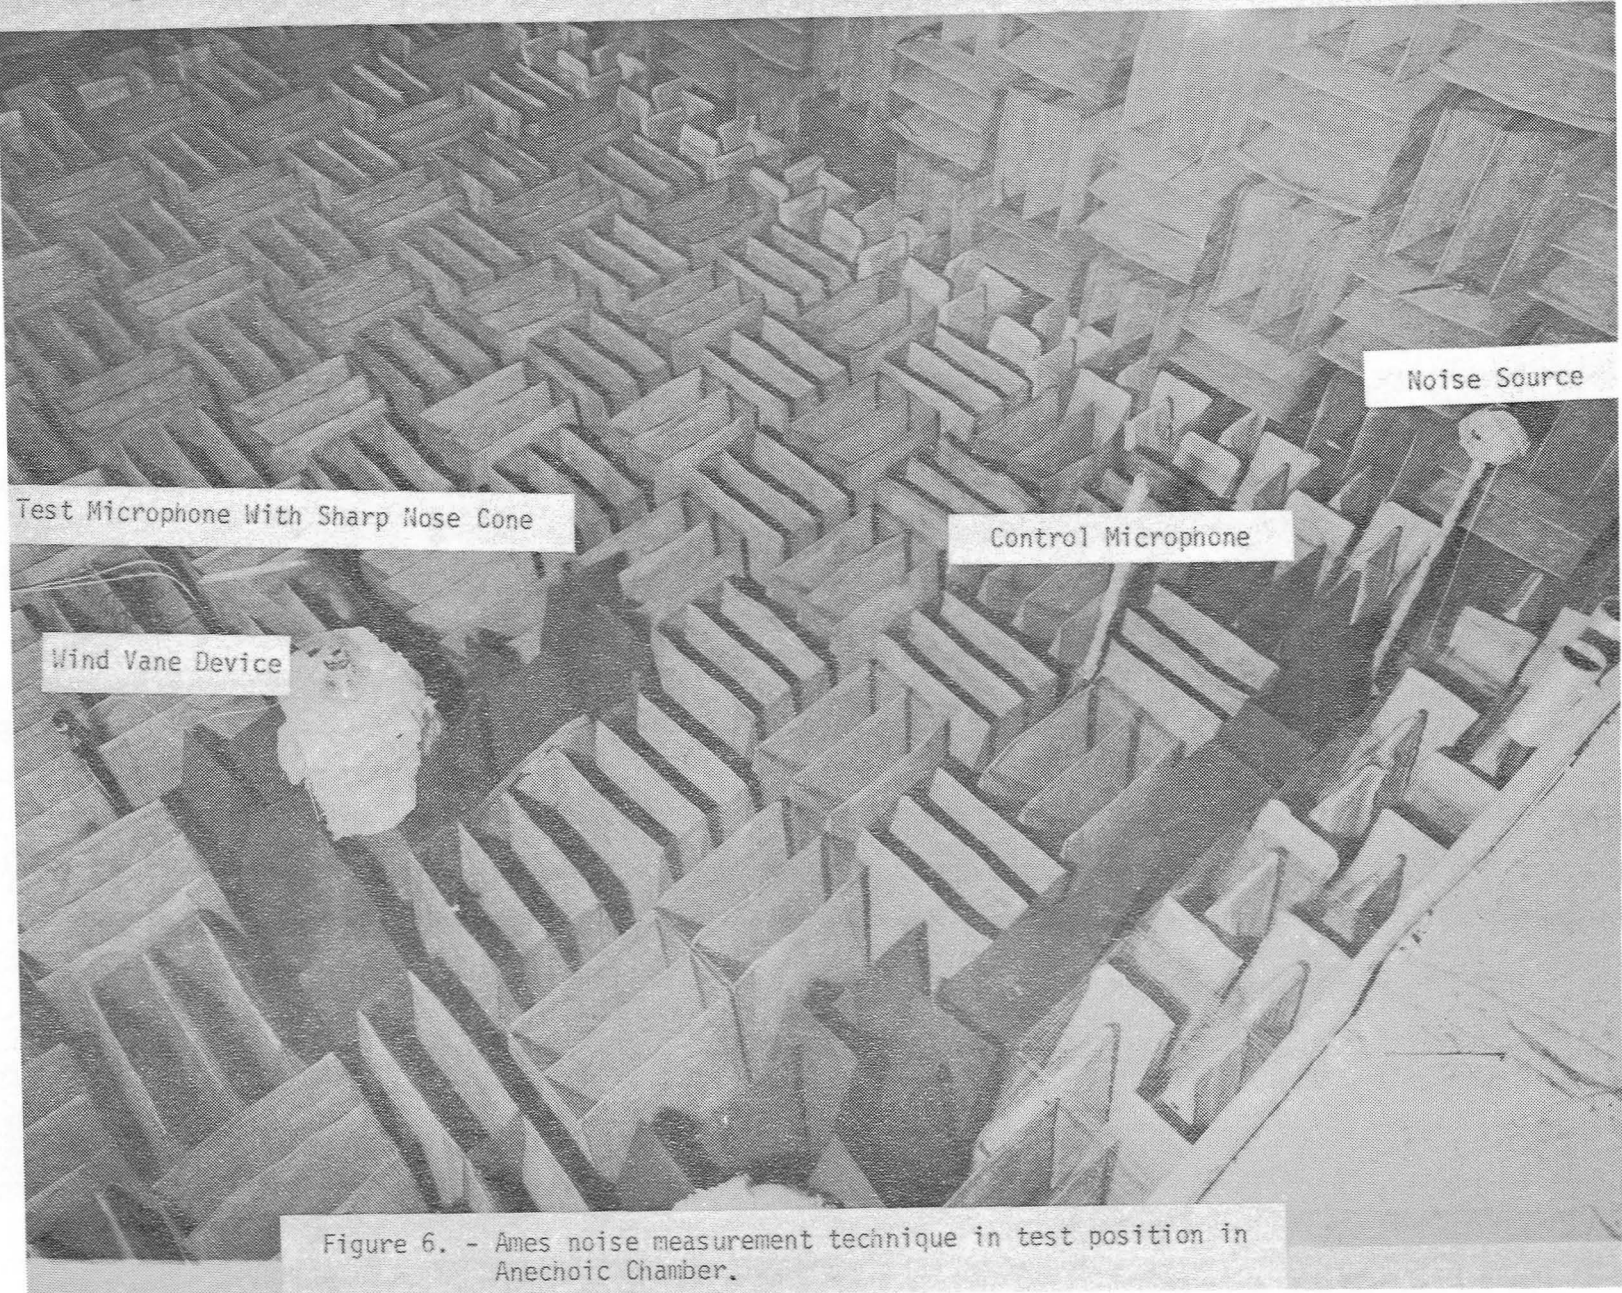 Noise Source
Test Microphone With Sharp Nose Cone
Control Microphone
Wind Vane Device
Figure 6. - Ames noise measurement technique in test position in
Anechoic Chamber.